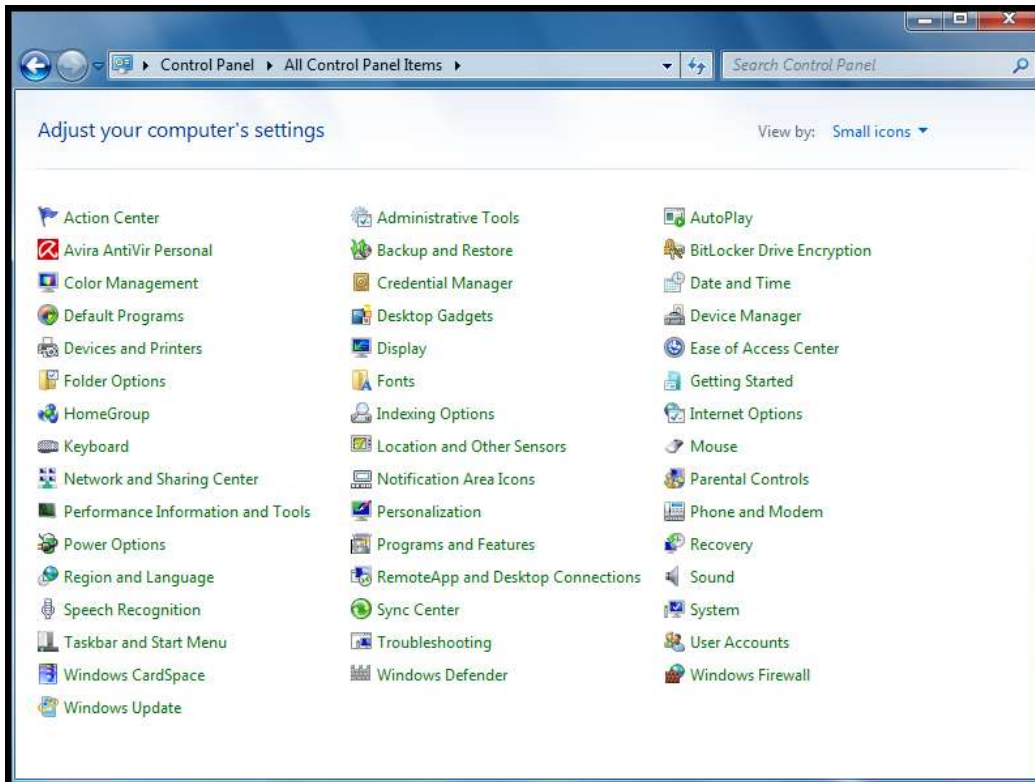 Control Panel All Control Panel Items Search Control Panel
Adjust your computer's settings View by: Small icons
Action Center Administrative Tools AutoPlay
Avira AntiVir Personal Backup and Restore BitLocker Drive Encryption
Color Management Credential Manager Date and Time
Default Programs Desktop Gadgets Device Manager
Devices and Printers Display Ease of Access Center
Folder Options Fonts Getting Started
HomeGroup Indexing Options Internet Options
Keyboard Location and Other Sensors Mouse
Network and Sharing Center Notification Area Icons Parental Controls
Performance Information and Tools Personalization Phone and Modem
Power Options Programs and Features Recovery
Region and Language RemoteApp and Desktop Connections Sound
Speech Recognition Sync Center System
Taskbar and Start Menu Troubleshooting User Accounts
Windows CardSpace Windows Defender Windows Firewall
Windows Update